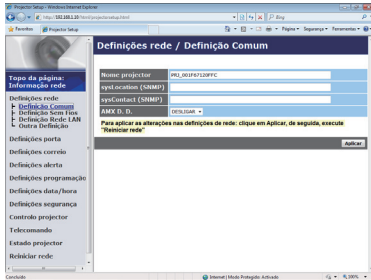 Projector Setup - Windows Internet Explorer
http://192.168.1.10/html/projectorsetup.html
Bing
Favorites
Projector Setup
Página
Segurança
Ferramentas
Definições rede / Definição Comum
Topo da página:
Informação rede
Definições rede
Definição Comum
Definição Sem Fios
Definição Rede LAN
Outra Definição
Definições porta
Definições correio
Definições alerta
Definições programação
Definições data/hora
Definições segurança
Controlo projector
Telecomando
Estado projector
Reiniciar rede
Nome projector
PRJ_001F67120FFC
sysLocation (SNMP)
sysContact (SNMP)
AMX D. D.
DESLIGAR
Para aplicar as alterações nas definições de rede: clique em Aplicar, de seguida, execute
"Reiniciar rede"
Aplicar
Concluído
Internet | Modo Protegido: Activado
100%